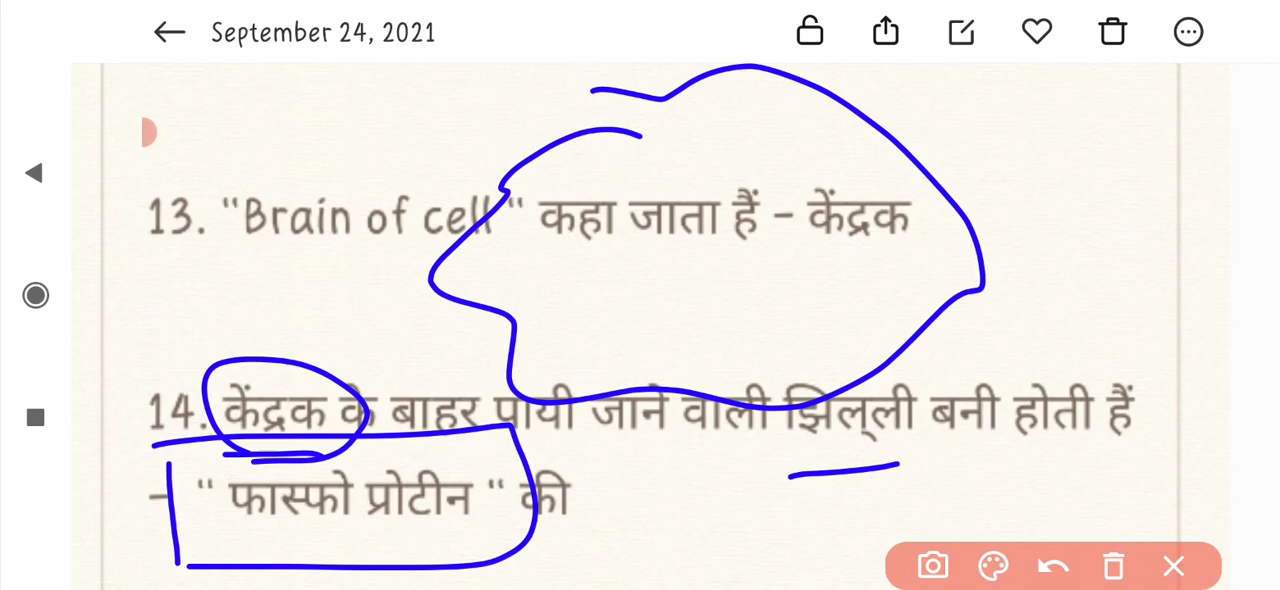 September 24, 2021
13. "Brain of cell" कहा जाता हैं - केंद्रक
14. केंद्रक के बाहर पायी जाने वाली झिल्ली बनी होती हैं
- " फास्फो प्रोटीन " की